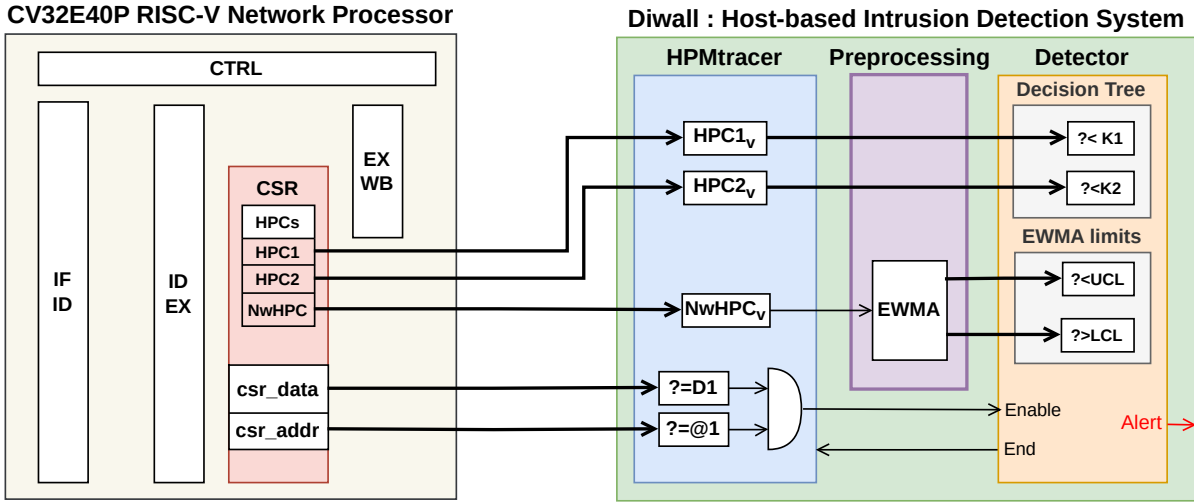 CV32E40P RISC-V Network Processor
CTRL
IF
ID
ID
EX
EX
WB
CSR
HPCs
HPC1
HPC2
NwHPC
csr_data
csr_addr
Diwall : Host-based Intrusion Detection System
HPMtracer
Preprocessing
Detector
HPC1v
HPC2v
NwHPCv
?=D1
?=@1
EWMA
Decision Tree
?< K1
?<K2
EWMA limits
?<UCL
?>LCL
Enable
End
Alert